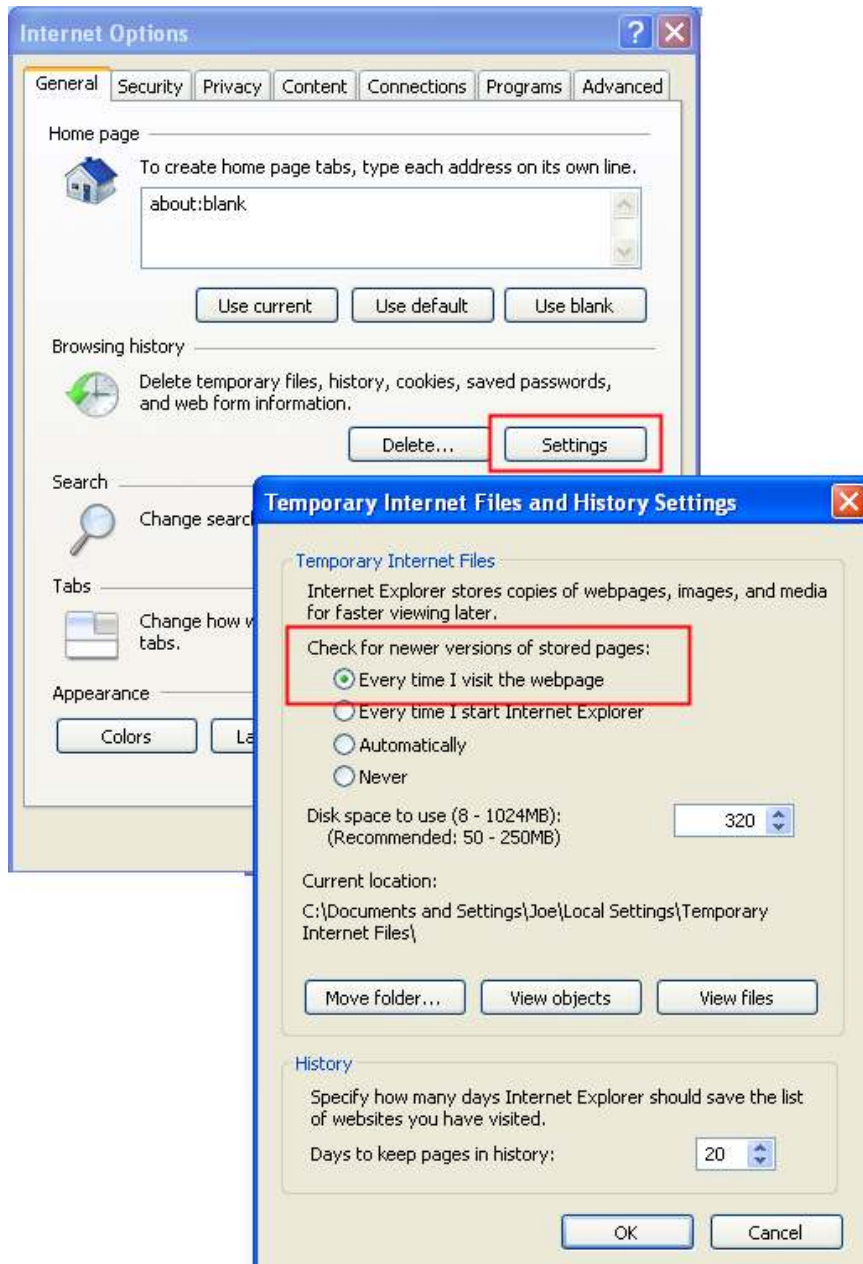 Internet Options
General Security Privacy Content Connections Programs Advanced
Home page
To create home page tabs, type each address on its own line.
about:blank
Use current Use default Use blank
Browsing history
Delete temporary files, history, cookies, saved passwords,
and web form information.
Delete... Settings
Search
Change search
Tabs
Change how w
tabs.
Appearance
Colors La
Temporary Internet Files and History Settings
Temporary Internet Files
Internet Explorer stores copies of webpages, images, and media
for faster viewing later.
Check for newer versions of stored pages:
Every time I visit the webpage
Every time I start Internet Explorer
Automatically
Never
Disk space to use (8 - 1024MB): 320
(Recommended: 50 - 250MB)
Current location:
C:\Documents and Settings\Joe\Local Settings\Temporary
Internet Files\
Move folder... View objects View files
History
Specify how many days Internet Explorer should save the list
of websites you have visited.
Days to keep pages in history: 20
OK Cancel